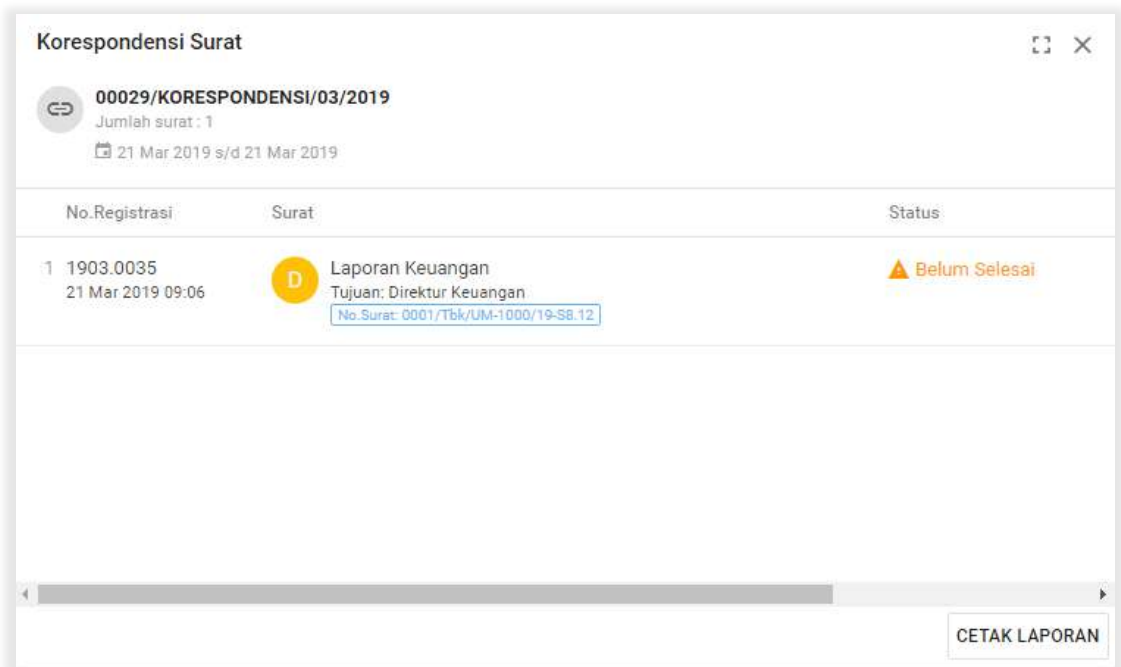 Korespondensi Surat
00029/KORESPONDENSI/03/2019
Jumlah surat : 1
21 Mar 2019 s/d 21 Mar 2019
No.Registrasi Surat Status
1 1903.0035 D Laporan Keuangan Belum Selesai
21 Mar 2019 09:06 Tujuan: Direktur Keuangan
No.Surat: 0001/Tbk/UM-1000/19-S8.12
CETAK LAPORAN